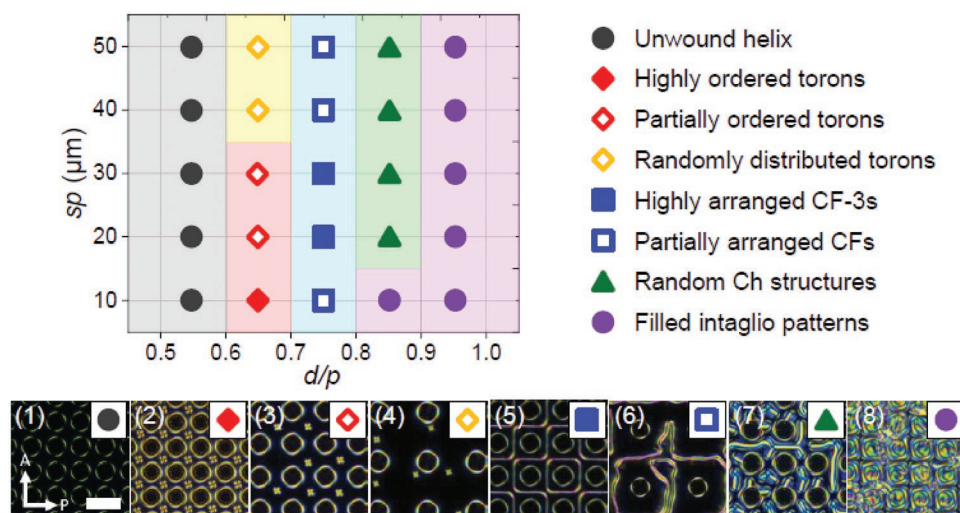 50
40
30
20
10
sp (μm)
0.5 0.6 0.7 0.8 0.9 1.0
d/p
Unwound helix
Highly ordered torons
Partially ordered torons
Randomly distributed torons
Highly arranged CF-3s
Partially arranged CFs
Random Ch structures
Filled intaglio patterns
(1) (2) (3) (4) (5) (6) (7) (8)
A
P